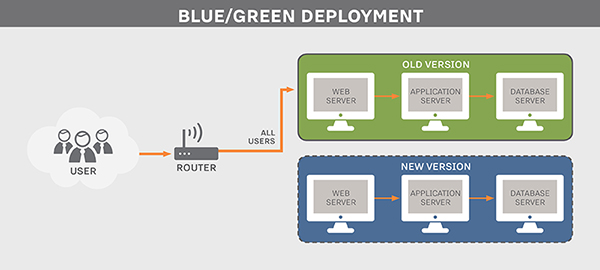 BLUE/GREEN DEPLOYMENT
USER
ROUTER
ALL
USERS
OLD VERSION
WEB
SERVER
APPLICATION
SERVER
DATABASE
SERVER
NEW VERSION
WEB
SERVER
APPLICATION
SERVER
DATABASE
SERVER